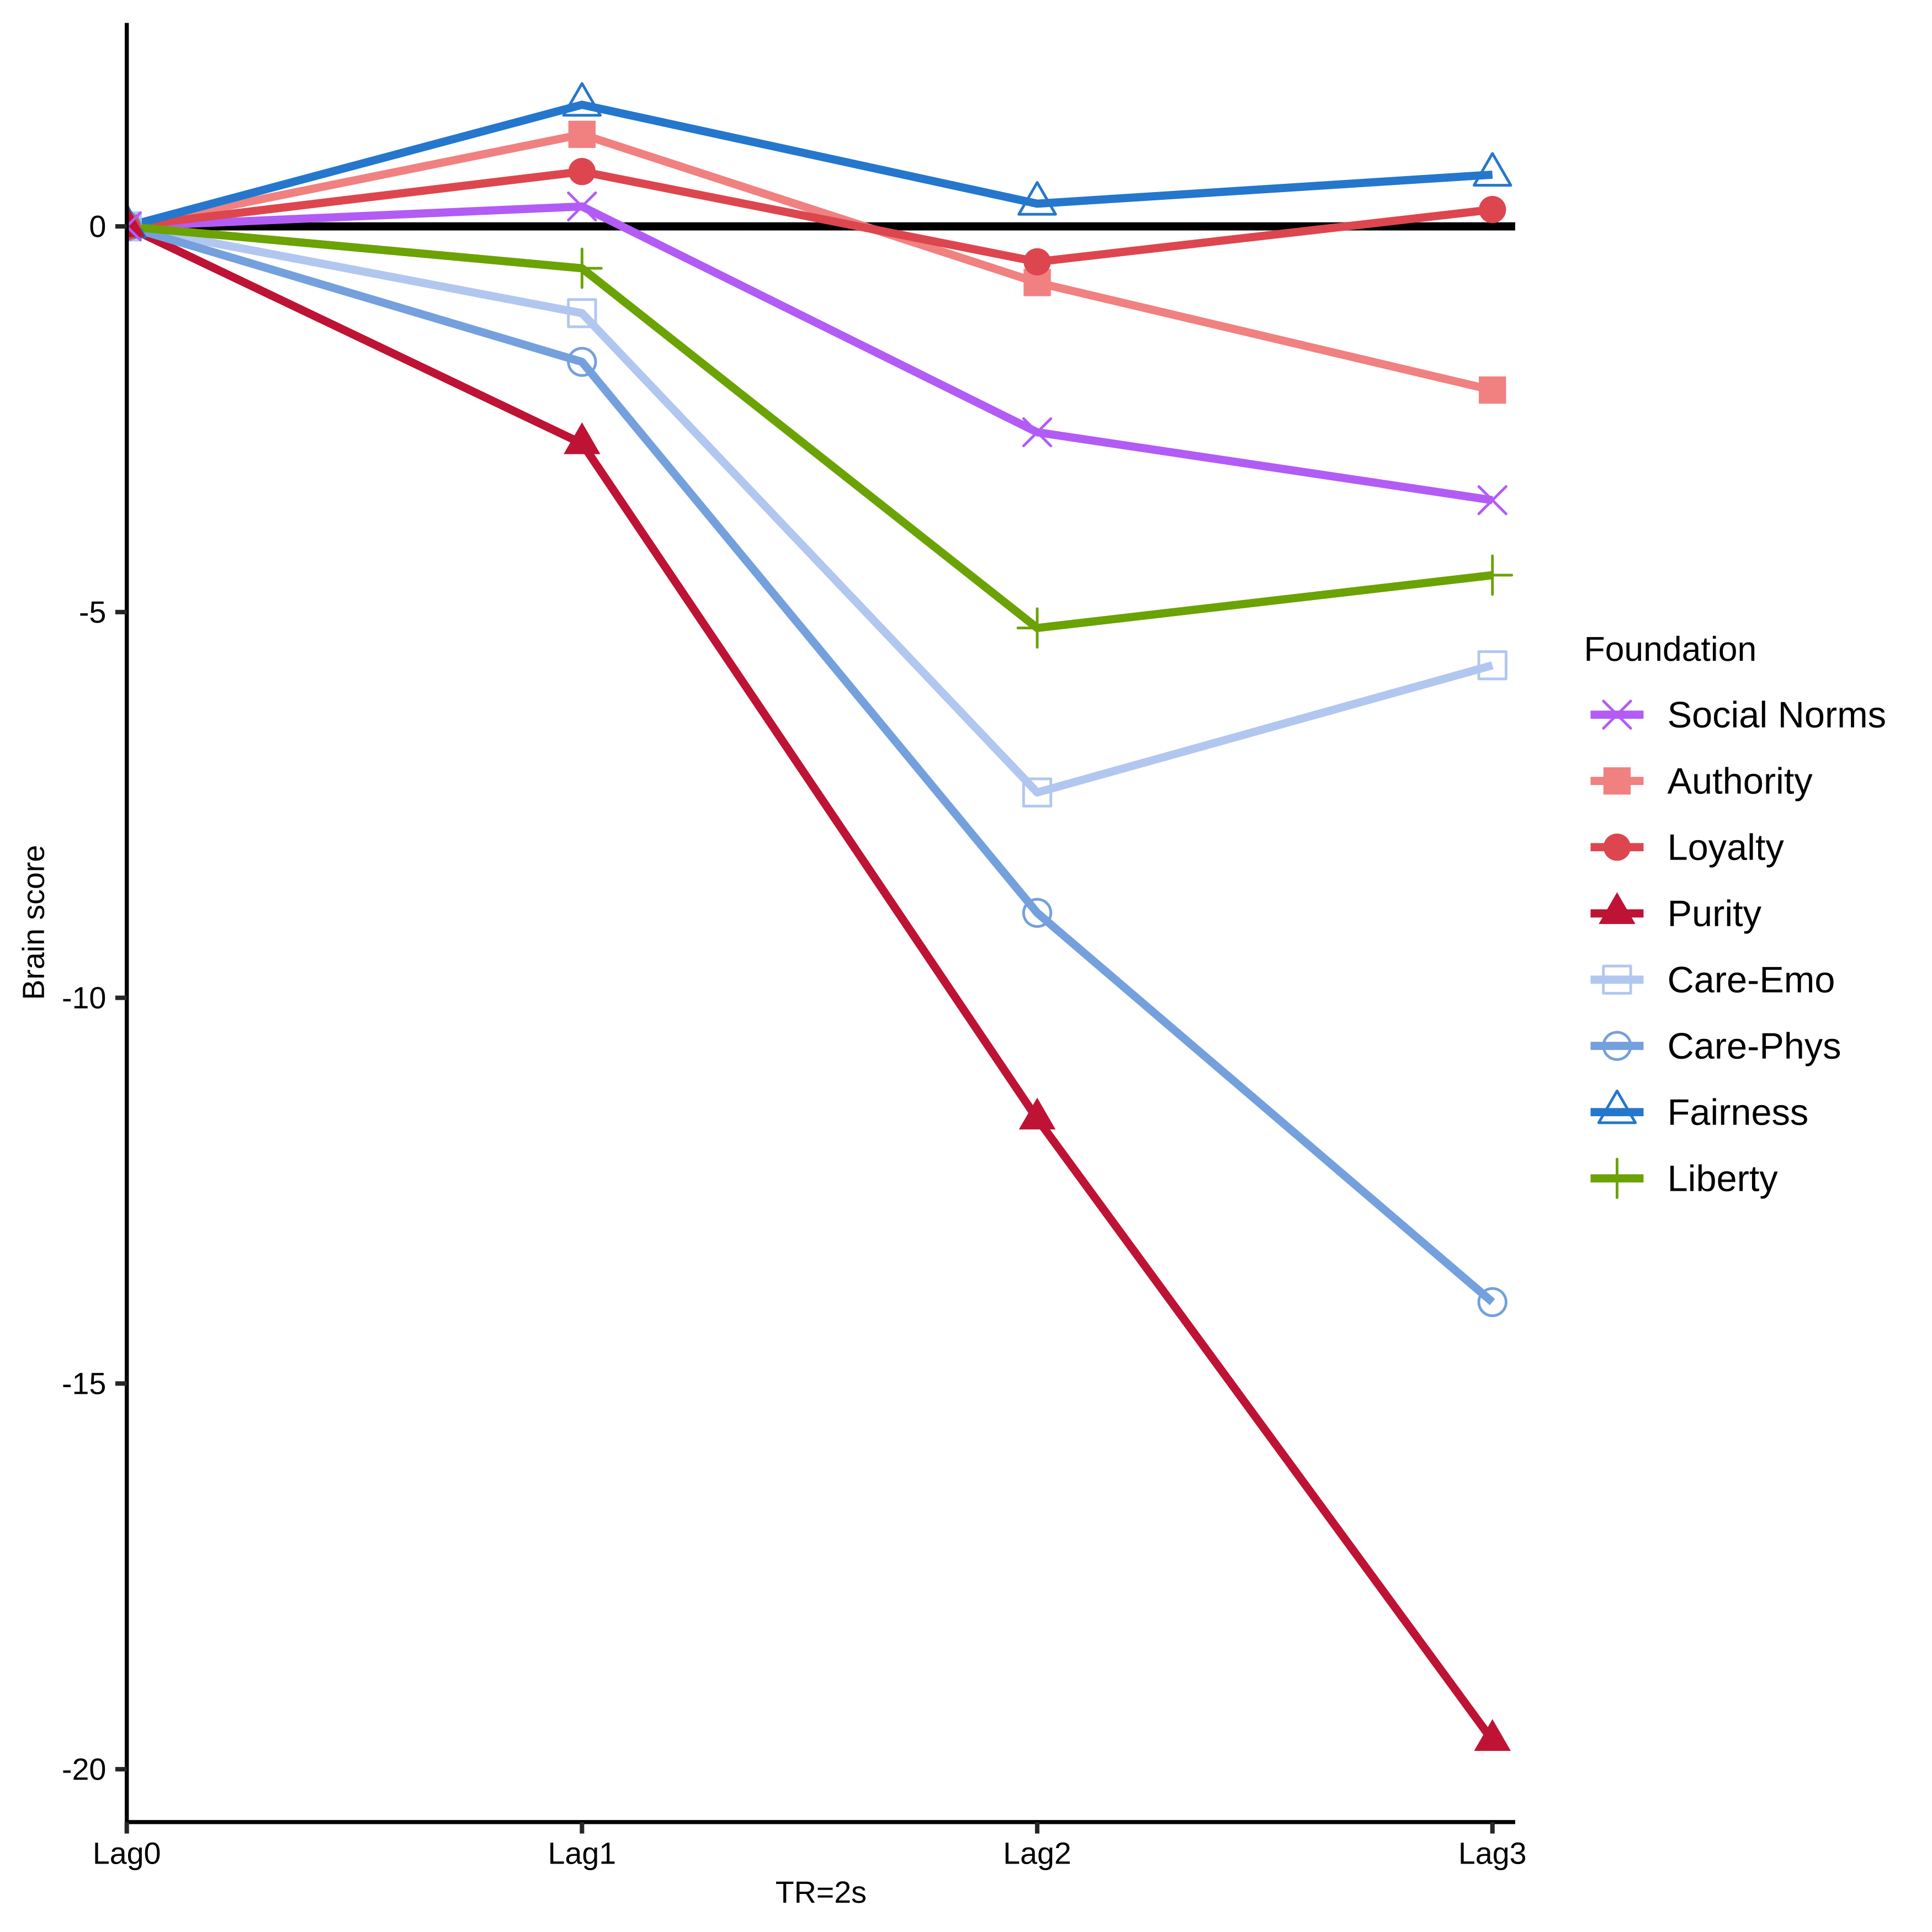 0
-5
-10
-15
-20
Brain score
Lag0
Lag1
Lag2
Lag3
TR=2s
Foundation
Social Norms
Authority
Loyalty
Purity
Care-Emo
Care-Phys
Fairness
Liberty